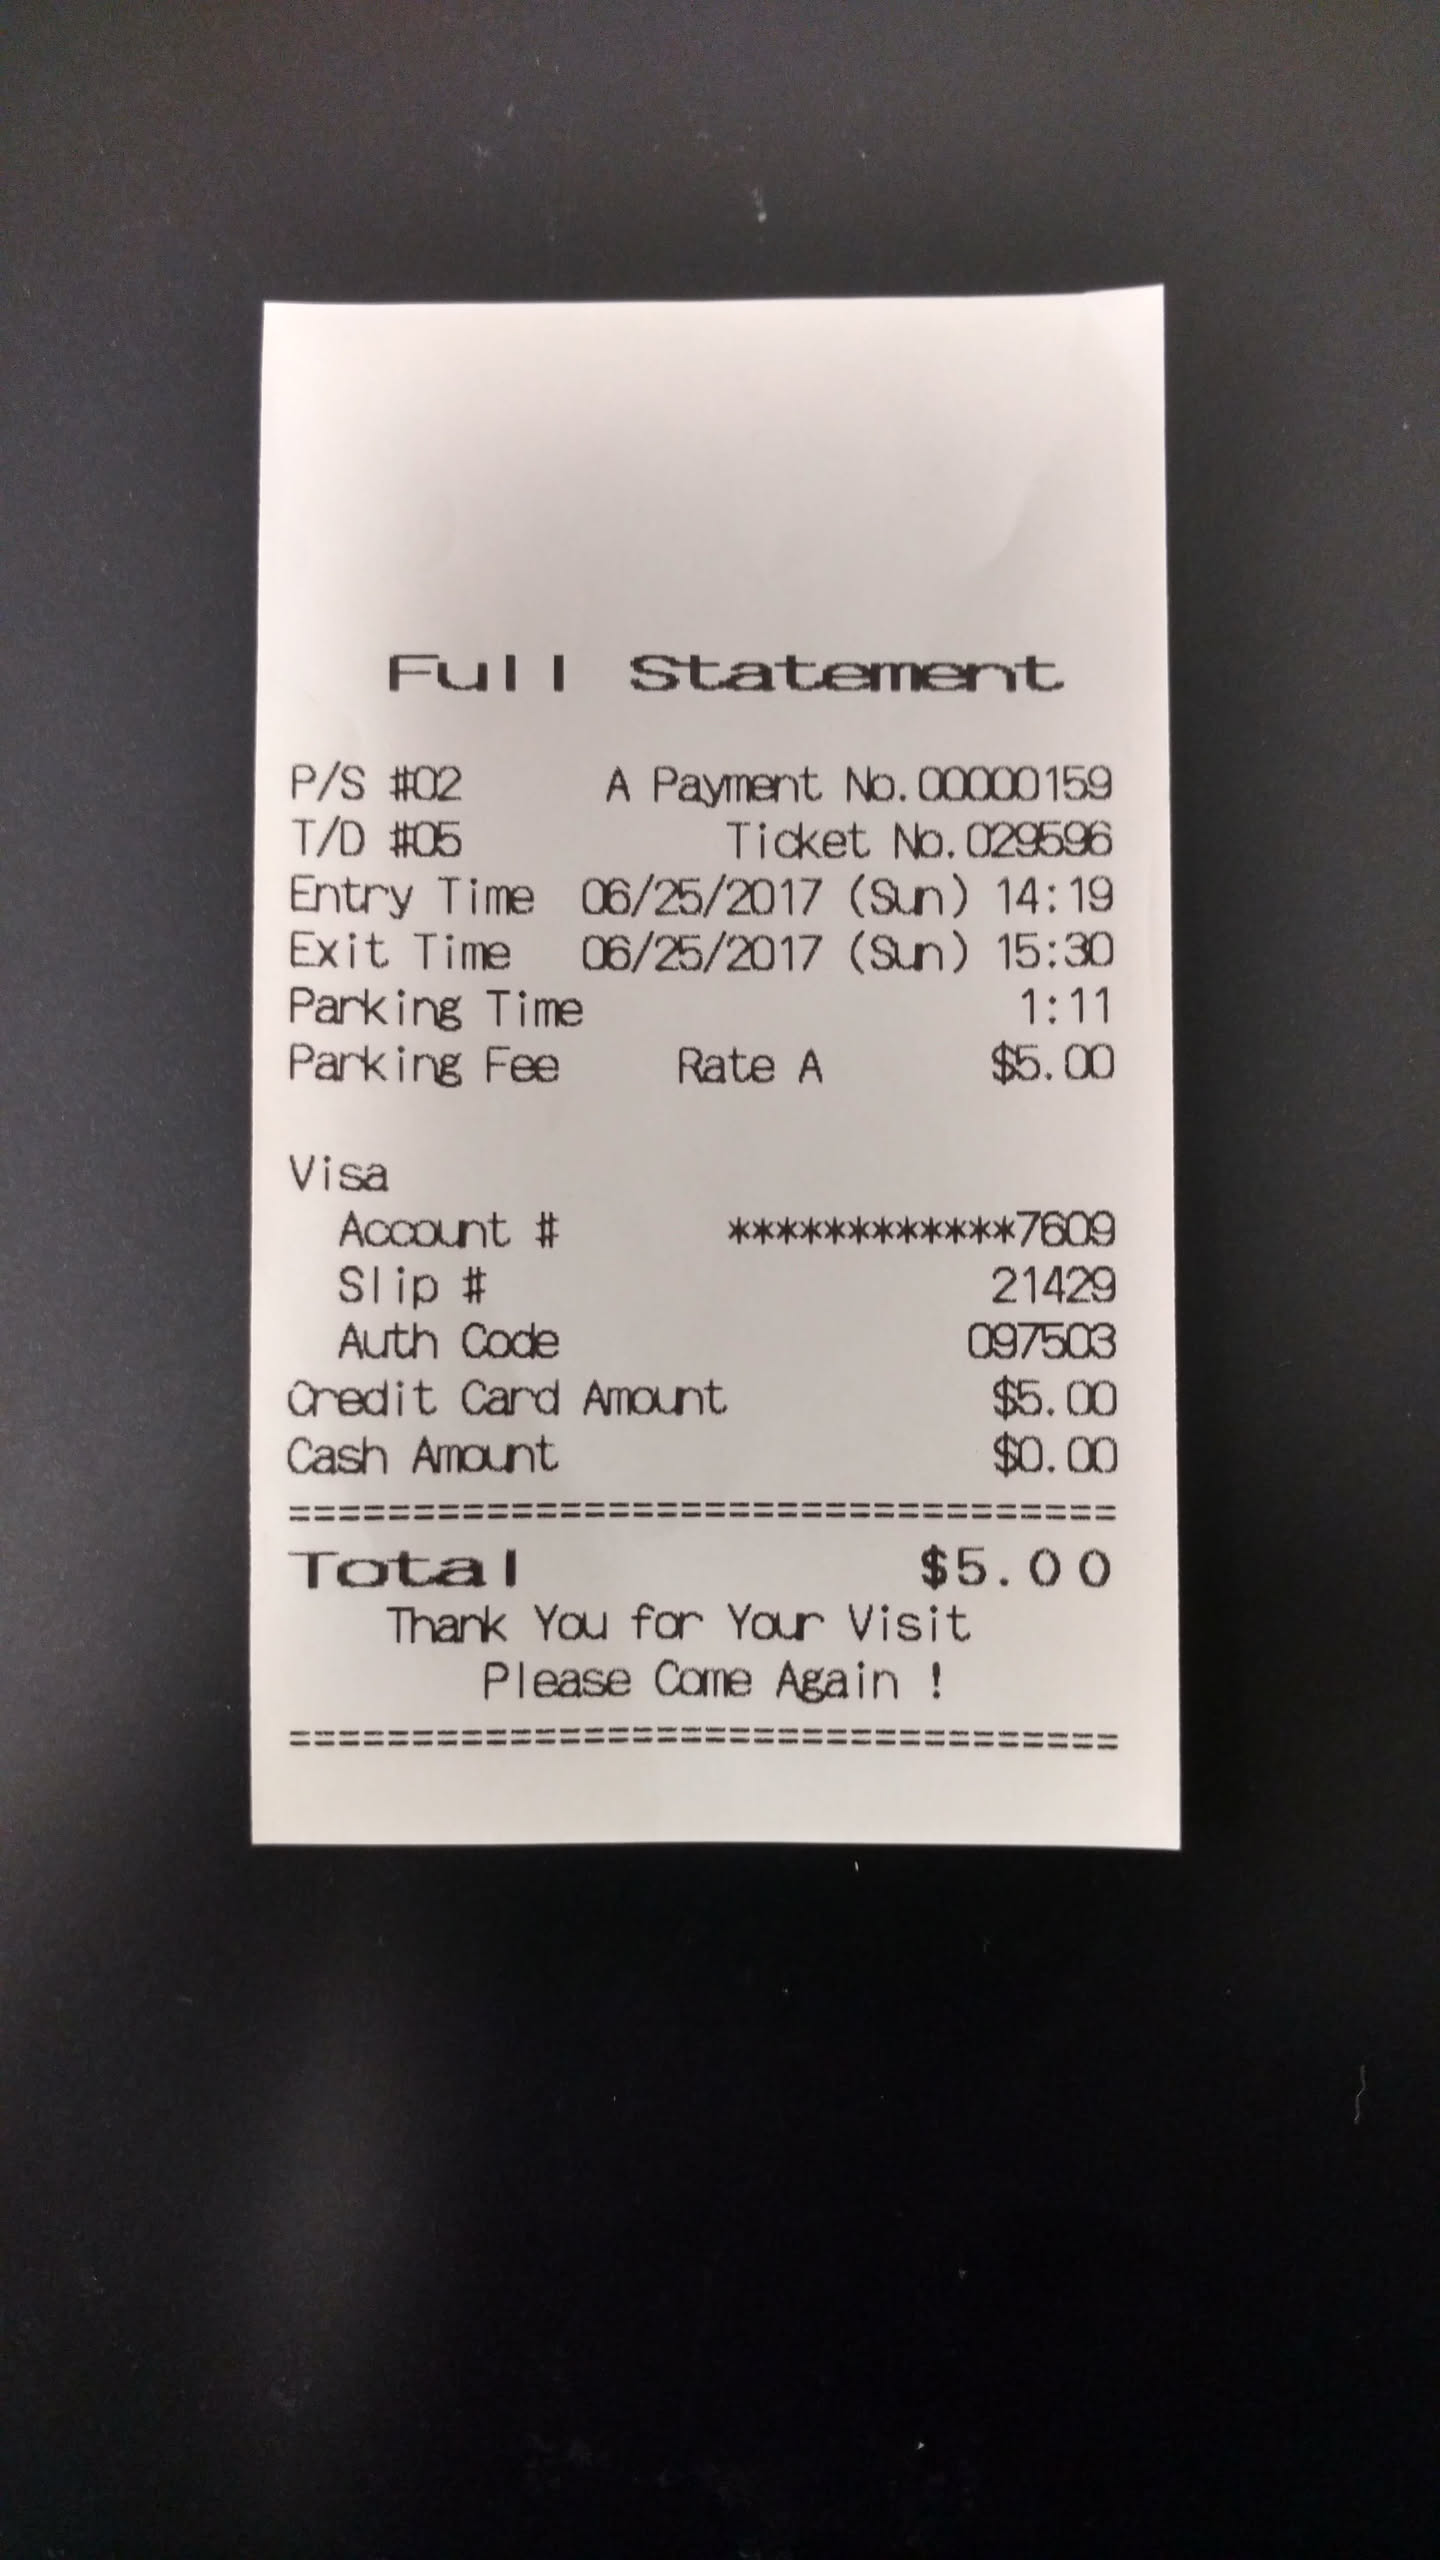 Full Statement
P/S #02 A Payment No.00000159
T/D #05 Ticket No.029596
Entry Time 06/25/2017 (Sun) 14:19
Exit Time 06/25/2017 (Sun) 15:30
Parking Time 1:11
Parking Fee Rate A $5.00
Visa
Account # ************7609
Slip # 21429
Auth Code 097503
Credit Card Amount $5.00
Cash Amount $0.00
==================================
Total $5.00
Thank You for Your Visit
Please Come Again !
==================================